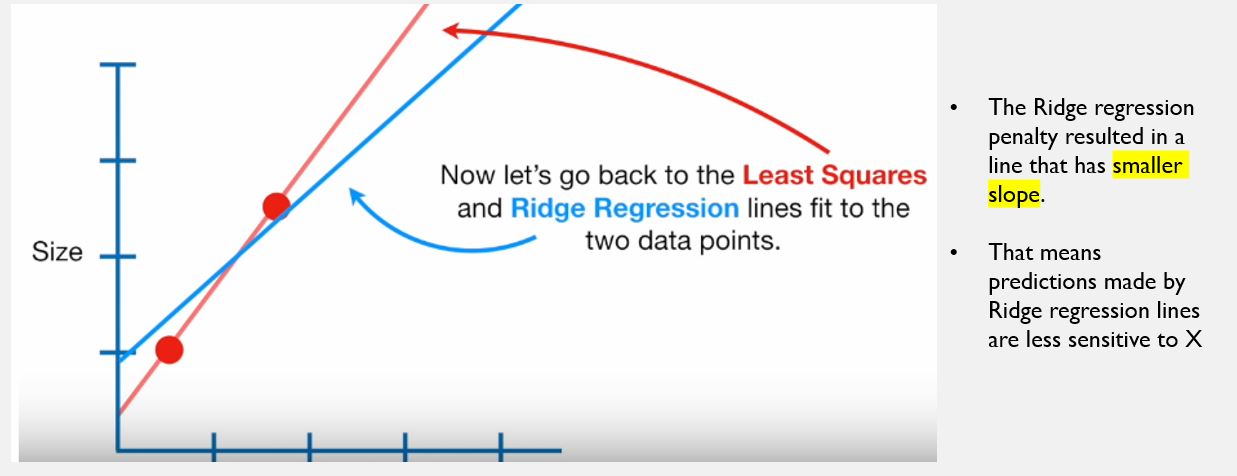 Size
Now let's go back to the Least Squares
and Ridge Regression lines fit to the
two data points.
• The Ridge regression
penalty resulted in a
line that has smaller
slope.
• That means
predictions made by
Ridge regression lines
are less sensitive to X